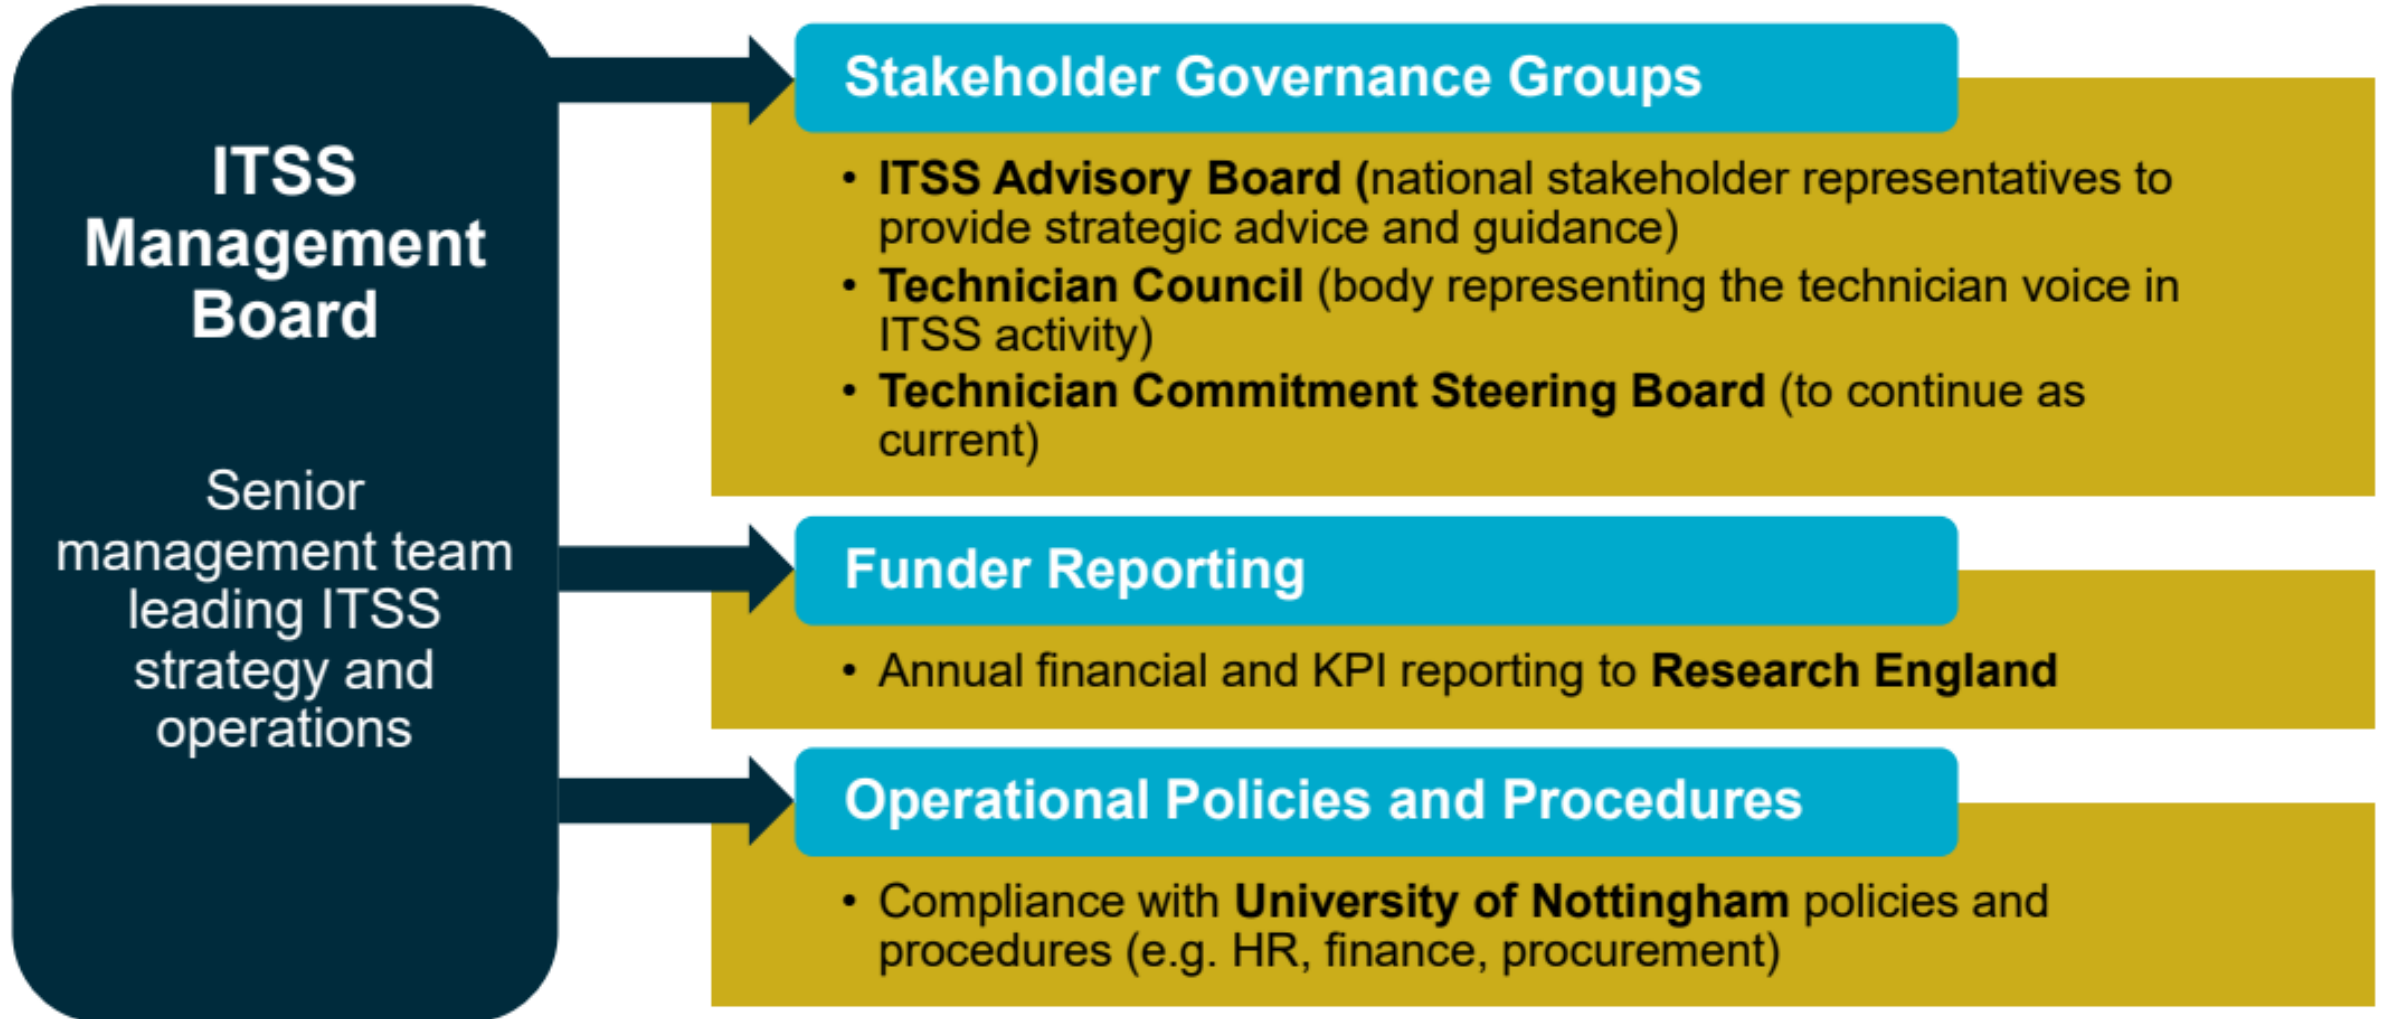 ITSS
Management
Board
Senior
management team
leading ITSS
strategy and
operations
Stakeholder Governance Groups
• ITSS Advisory Board (national stakeholder representatives to
provide strategic advice and guidance)
• Technician Council (body representing the technician voice in
ITSS activity)
• Technician Commitment Steering Board (to continue as
current)
Funder Reporting
• Annual financial and KPI reporting to Research England
Operational Policies and Procedures
• Compliance with University of Nottingham policies and
procedures (e.g. HR, finance, procurement)